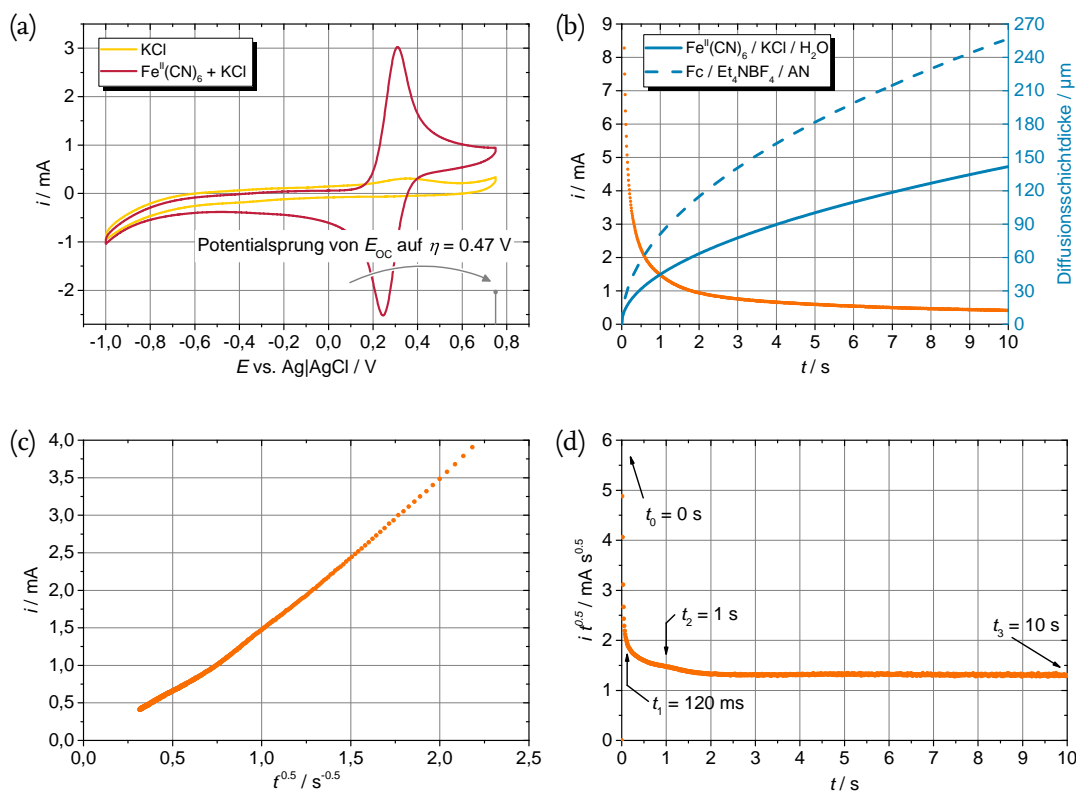 (a)
KCl
Feᴵᴵ(CN)₆ + KCl
Potentialsprung von E_OC auf η = 0.47 V
3
2
1
0
-1
-2
i / mA
-1,0 -0,8 -0,6 -0,4 -0,2 0,0 0,2 0,4 0,6 0,8
E vs. Ag|AgCl / V
(b)
Feᴵᴵ(CN)₆ / KCl / H₂O
Fc / Et₄NBF₄ / AN
9
8
7
6
5
4
3
2
1
0
i / mA
270
240
210
180
150
120
90
60
30
0
Diffusionsschichtdicke / µm
0 1 2 3 4 5 6 7 8 9 10
t / s
(c)
4,0
3,5
3,0
2,5
2,0
1,5
1,0
0,5
0,0
i / mA
0,0 0,5 1,0 1,5 2,0 2,5
t^0.5 / s^-0.5
(d)
6
5
4
3
2
1
0
i t^0.5 / mA s^0.5
t₀ = 0 s
t₂ = 1 s
t₃ = 10 s
t₁ = 120 ms
0 1 2 3 4 5 6 7 8 9 10
t / s